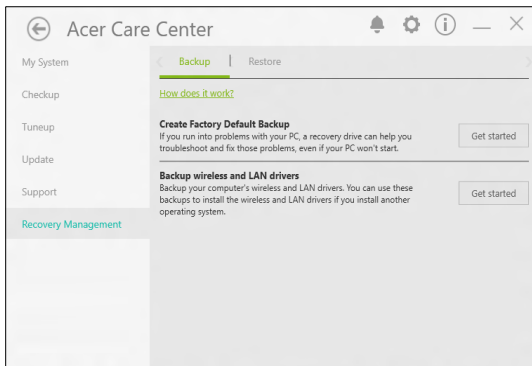 Acer Care Center
My System
Checkup
Tuneup
Update
Support
Recovery Management
Backup | Restore
How does it work?
Create Factory Default Backup
If you run into problems with your PC, a recovery drive can help you
troubleshoot and fix those problems, even if your PC won't start.
Get started
Backup wireless and LAN drivers
Backup your computer's wireless and LAN drivers. You can use these
backups to install the wireless and LAN drivers if you install another
operating system.
Get started